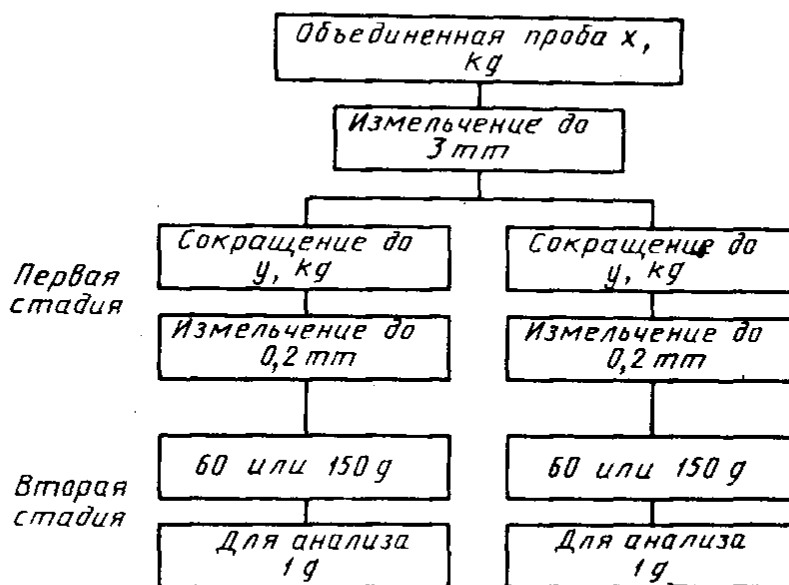 Объединенная проба x,
kg
Измельчение до
3 mm
Сокращение до
y, kg
Сокращение до
y, kg
Первая
стадия
Измельчение до
0,2 mm
Измельчение до
0,2 mm
60 или 150 g
60 или 150 g
Вторая
стадия
Для анализа
1 g
Для анализа
1 g